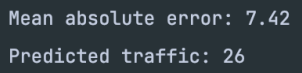 Mean absolute error: 7.42
Predicted traffic: 26